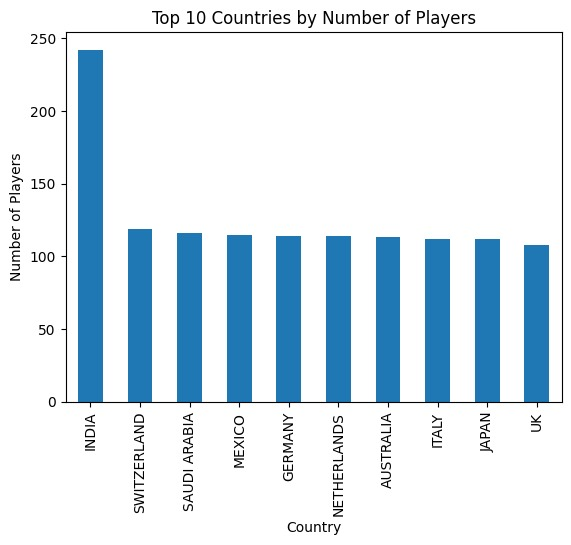 Top 10 Countries by Number of Players
Number of Players
250
200
150
100
50
0
INDIA
SWITZERLAND
SAUDI ARABIA
MEXICO
GERMANY
NETHERLANDS
AUSTRALIA
ITALY
JAPAN
UK
Country